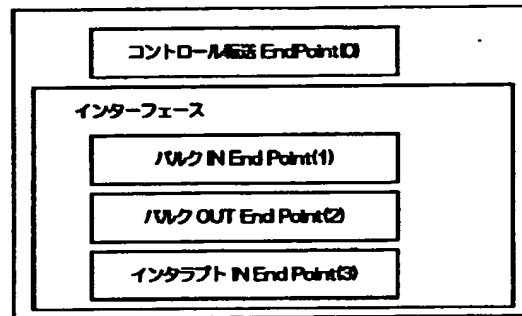 コントロール転送 EndPoint(0)
インターフェース
バルク IN End Point(1)
バルク OUT End Point(2)
インタラプト IN End Point(3)